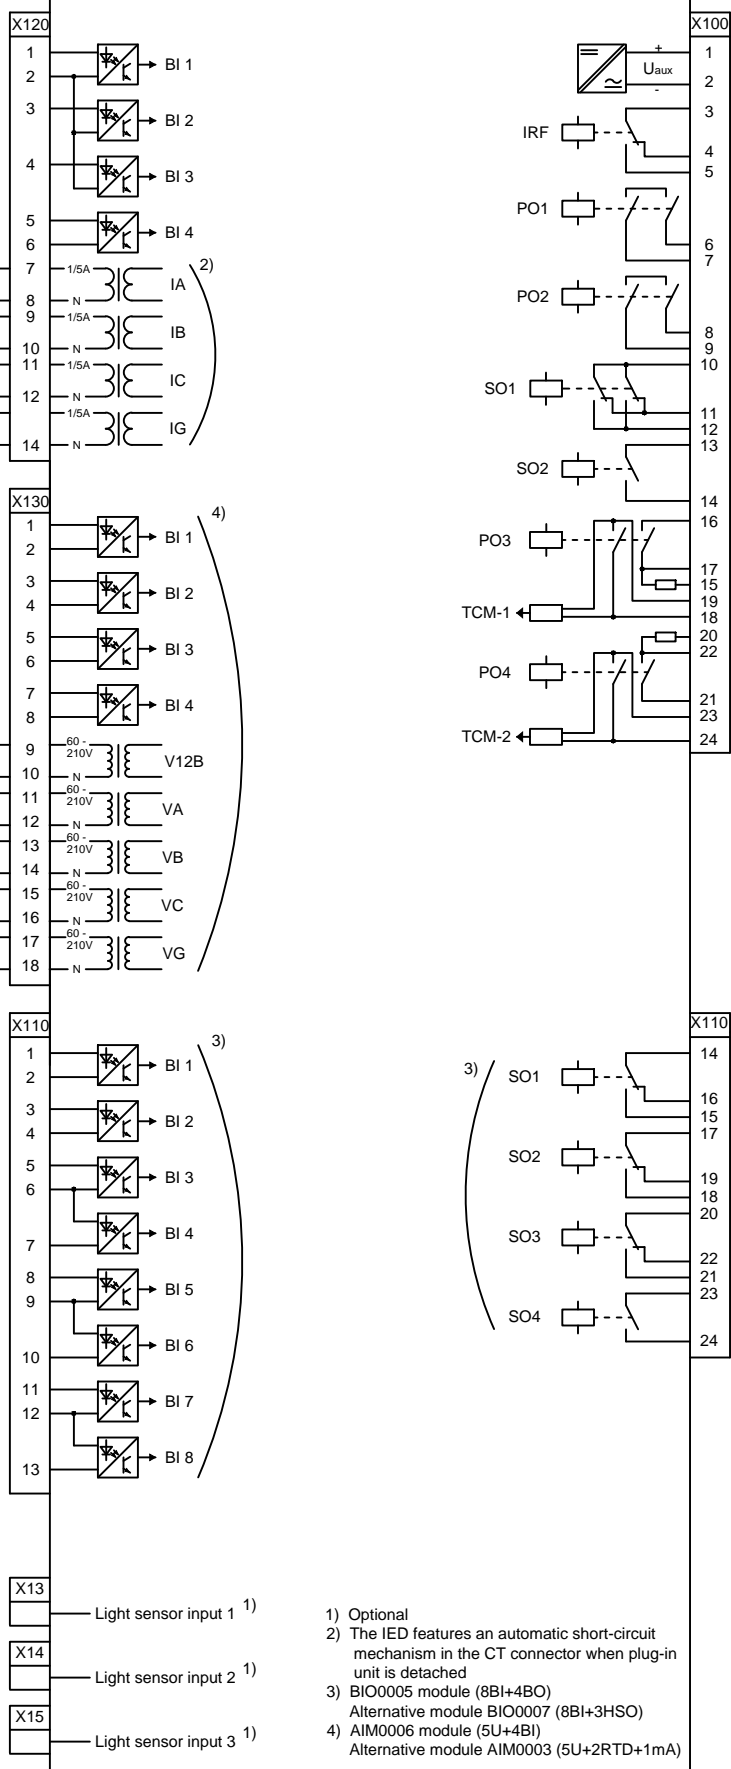 X120
1
2
3
4
5
6
7
8
9
10
11
12
14
BI 1
BI 2
BI 3
BI 4
1/5A
N
IA
2)
1/5A
N
IB
1/5A
N
IC
1/5A
N
IG
X130
1
2
3
4
5
6
7
8
9
10
11
12
13
14
15
16
17
18
BI 1
4)
BI 2
BI 3
BI 4
60 -
210V
N
V12B
60 -
210V
N
VA
60 -
210V
N
VB
60 -
210V
N
VC
60 -
210V
N
VG
X110
1
2
3
4
5
6
7
8
9
10
11
12
13
BI 1
3)
BI 2
BI 3
BI 4
BI 5
BI 6
BI 7
BI 8
X13
Light sensor input 1 1)
X14
Light sensor input 2 1)
X15
Light sensor input 3 1)
X100
+
Uaux
-
1
2
IRF
3
4
5
PO1
6
7
PO2
8
9
SO1
10
11
12
SO2
13
14
PO3
16
17
15
19
18
TCM-1
20
22
PO4
21
23
24
TCM-2
X110
3)
SO1
14
16
15
SO2
17
19
18
SO3
20
22
21
SO4
23
24
1) Optional
2) The IED features an automatic short-circuit
mechanism in the CT connector when plug-in
unit is detached
3) BIO0005 module (8BI+4BO)
Alternative module BIO0007 (8BI+3HSO)
4) AIM0006 module (5U+4BI)
Alternative module AIM0003 (5U+2RTD+1mA)